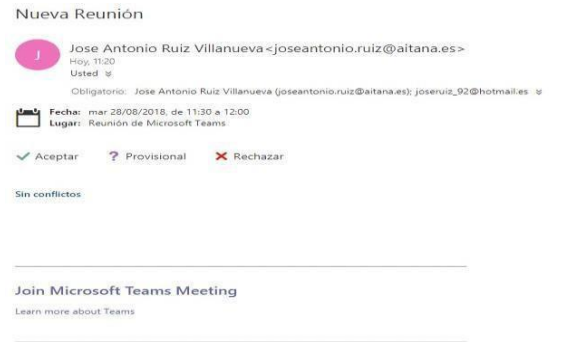 Nueva Reunión
J
Jose Antonio Ruiz Villanueva<joseantonio.ruiz@aitana.es>
Hoy, 11:20
Usted
Obligatorio: Jose Antonio Ruiz Villanueva (joseantonio.ruiz@aitana.es); joseruiz_92@hotmail.es
Fecha: mar 28/08/2018, de 11:30 a 12:00
Lugar: Reunión de Microsoft Teams
Aceptar ? Provisional Rechazar
Sin conflictos
Join Microsoft Teams Meeting
Learn more about Teams